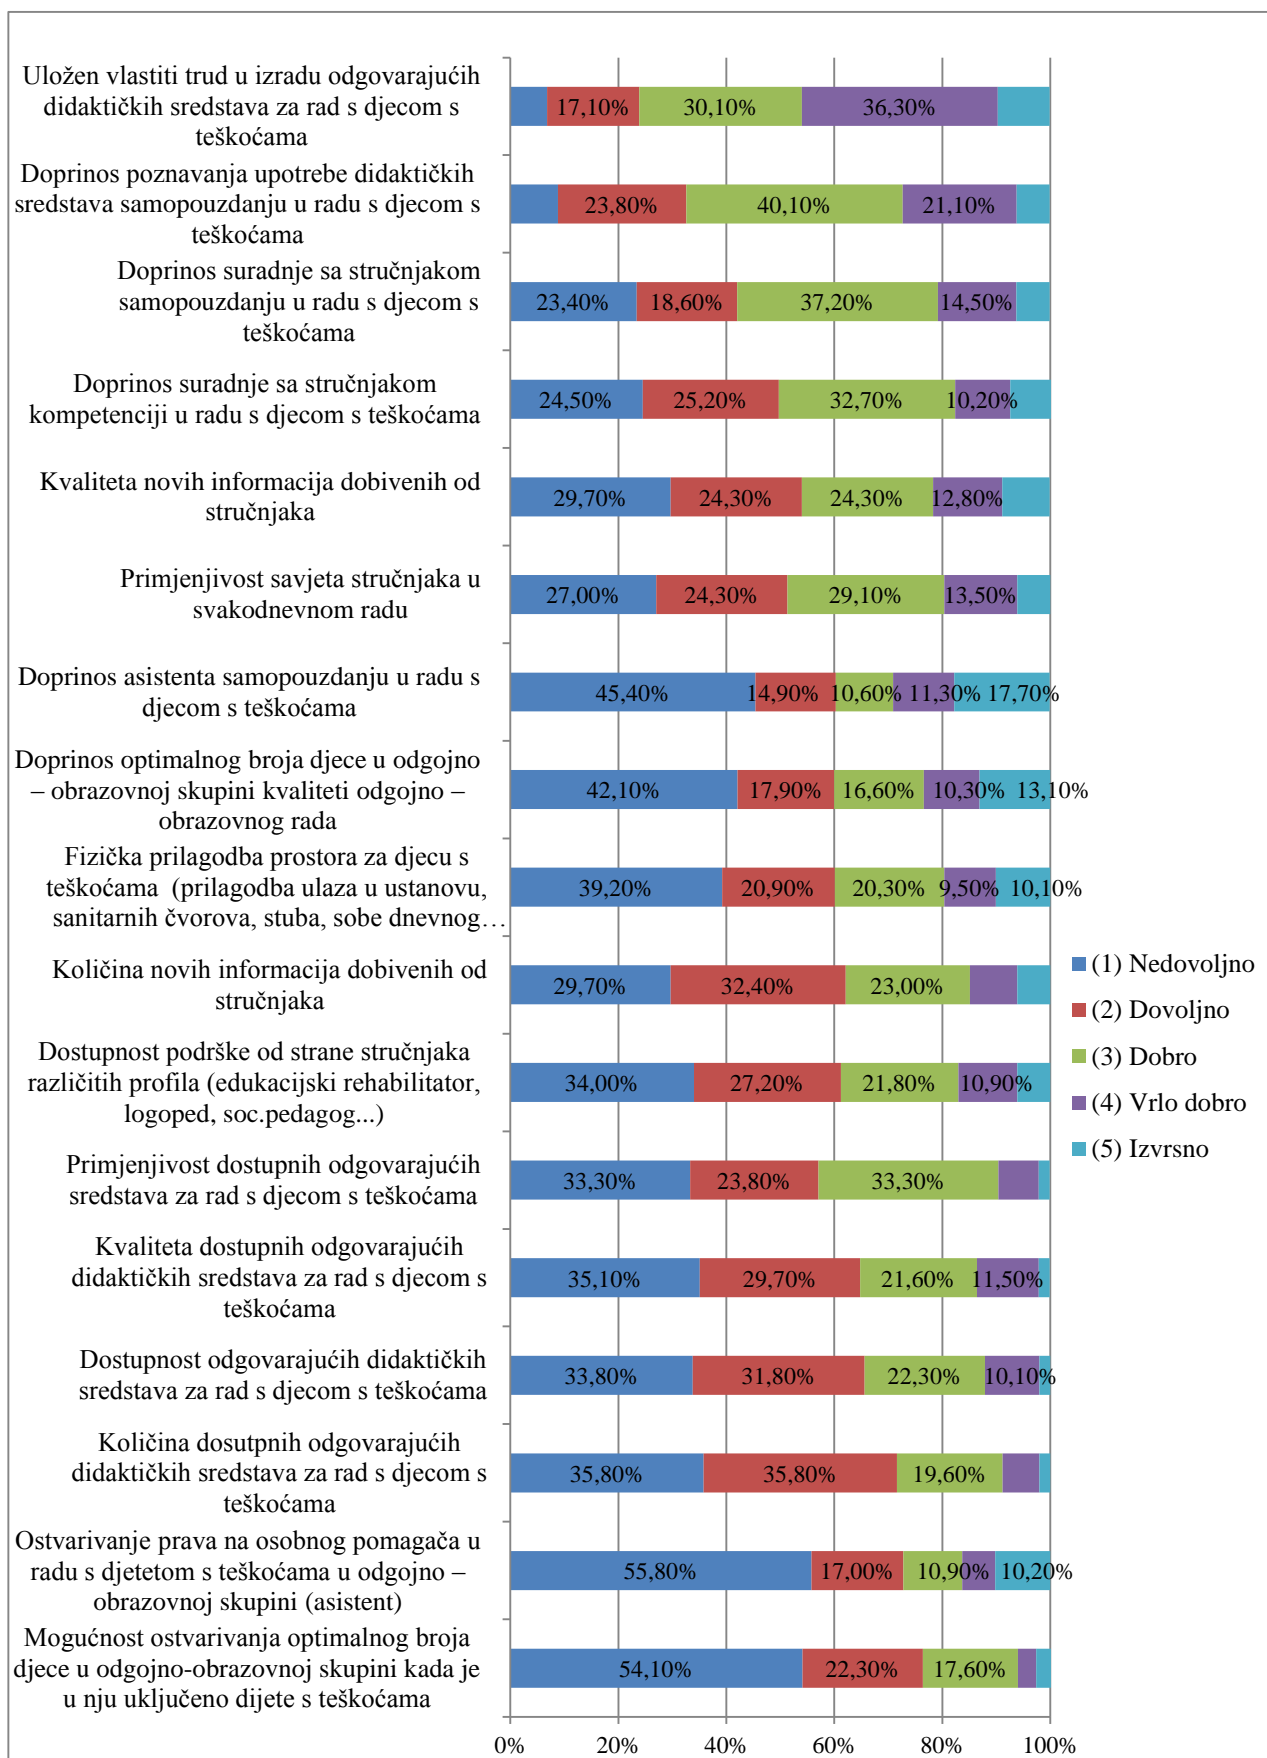 Uložen vlastiti trud u izradu odgovarajućih
didaktičkih sredstava za rad s djecom s
teškoćama
17,10% 30,10% 36,30%
Doprinos poznavanja upotrebe didaktičkih
sredstava samopouzdanju u radu s djecom s
teškoćama
23,80% 40,10% 21,10%
Doprinos suradnje sa stručnjakom
samopouzdanju u radu s djecom s
teškoćama
23,40% 18,60% 37,20% 14,50%
Doprinos suradnje sa stručnjakom
kompetenciji u radu s djecom s teškoćama
24,50% 25,20% 32,70% 10,20%
Kvaliteta novih informacija dobivenih od
stručnjaka
29,70% 24,30% 24,30% 12,80%
Primjenjivost savjeta stručnjaka u
svakodnevnom radu
27,00% 24,30% 29,10% 13,50%
Doprinos asistenta samopouzdanju u radu s
djecom s teškoćama
45,40% 14,90% 10,60% 11,30% 17,70%
Doprinos optimalnog broja djece u odgojno
– obrazovnoj skupini kvaliteti odgojno –
obrazovnog rada
42,10% 17,90% 16,60% 10,30% 13,10%
Fizička prilagodba prostora za djecu s
teškoćama (prilagodba ulaza u ustanovu,
sanitarnih čvorova, stuba, sobe dnevnog…
39,20% 20,90% 20,30% 9,50% 10,10%
Količina novih informacija dobivenih od
stručnjaka
29,70% 32,40% 23,00%
Dostupnost podrške od strane stručnjaka
različitih profila (edukacijski rehabilitator,
logoped, soc.pedagog...)
34,00% 27,20% 21,80% 10,90%
Primjenjivost dostupnih odgovarajućih
sredstava za rad s djecom s teškoćama
33,30% 23,80% 33,30%
Kvaliteta dostupnih odgovarajućih
didaktičkih sredstava za rad s djecom s
teškoćama
35,10% 29,70% 21,60% 11,50%
Dostupnost odgovarajućih didaktičkih
sredstava za rad s djecom s teškoćama
33,80% 31,80% 22,30% 10,10%
Količina dosutpnih odgovarajućih
didaktičkih sredstava za rad s djecom s
teškoćama
35,80% 35,80% 19,60%
Ostvarivanje prava na osobnog pomagača u
radu s djetetom s teškoćama u odgojno –
obrazovnoj skupini (asistent)
55,80% 17,00% 10,90% 10,20%
Mogućnost ostvarivanja optimalnog broja
djece u odgojno-obrazovnoj skupini kada je
u nju uključeno dijete s teškoćama
54,10% 22,30% 17,60%
0% 20% 40% 60% 80% 100%
(1) Nedovoljno
(2) Dovoljno
(3) Dobro
(4) Vrlo dobro
(5) Izvrsno